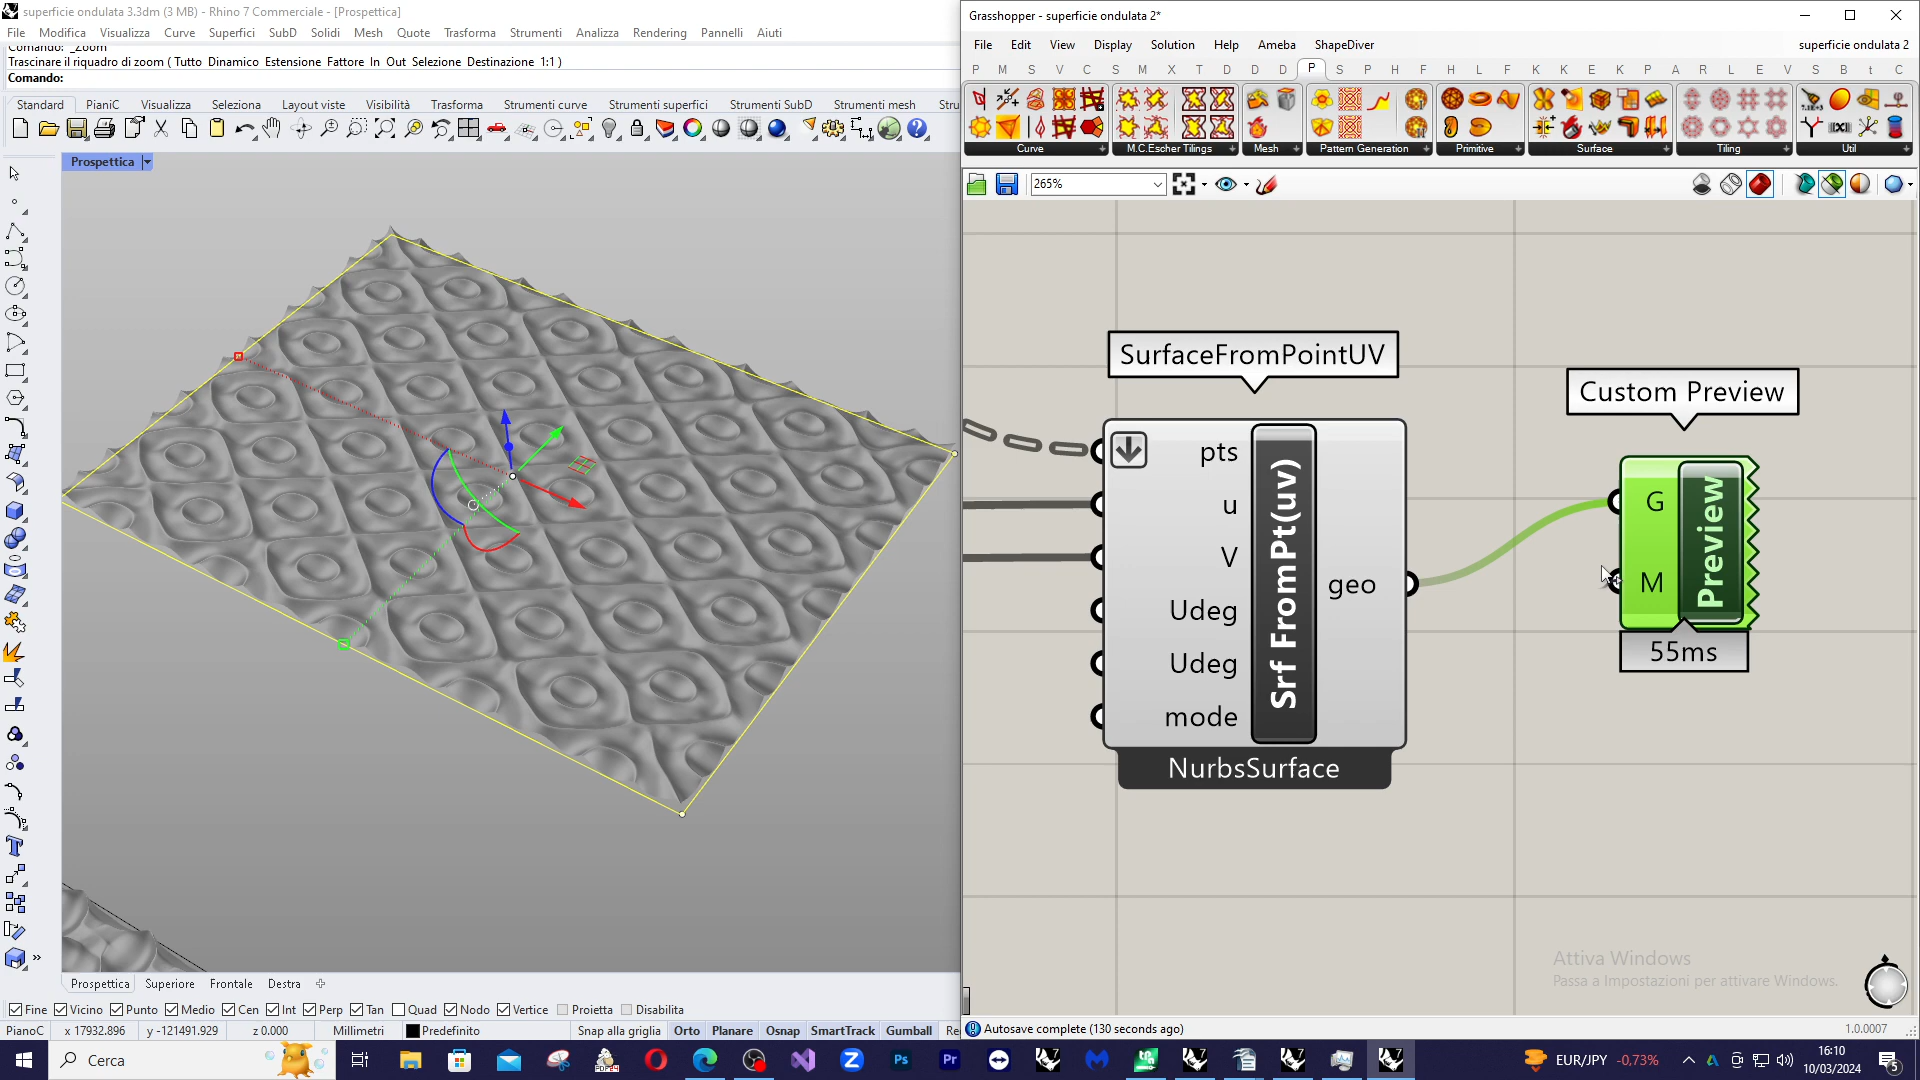 superficie ondulata 3.3dm (3 MB) - Rhino 7 Commerciale - [Prospettica]
File Modifica Visualizza Curve Superfici SubD Solidi Mesh Quote Trasforma Strumenti Analizza Rendering Pannelli Aiuti
Comando: _Zoom
Trascinare il riquadro di zoom ( Tutto Dinamico Estensione Fattore In Out Selezione Destinazione 1:1 )
Comando:
Standard PianiC Visualizza Seleziona Layout viste Visibilità Trasforma Strumenti curve Strumenti superfici Strumenti SubD Strumenti mesh Stru
Prospettica
Prospettica Superiore Frontale Destra
Fine Vicino Punto Medio Cen Int Perp Tan Quad Nodo Vertice Proietta Disabilita
PianoC x 17932.896 y -121491.929 z 0.000 Millimetri Predefinito Snap alla griglia Orto Planare Osnap SmartTrack Gumball Re
Grasshopper - superficie ondulata 2*
File Edit View Display Solution Help Ameba ShapeDiver superficie ondulata 2
P M S V C S M X T D D D P S P H F H L F K K E K P A R L E V S B t C
Curve M.C.Escher Tilings Mesh Pattern Generation Primitive Surface Tiling Util
265%
SurfaceFromPointUV
pts
u
V
Udeg
Udeg
mode
Srf FromPt(uv)
geo
NurbsSurface
Custom Preview
G
M
Preview
55ms
Attiva Windows
Passa a Impostazioni per attivare Windows.
Autosave complete (130 seconds ago) 1.0.0007
Cerca
EUR/JPY -0,73%
16:10
10/03/2024
5